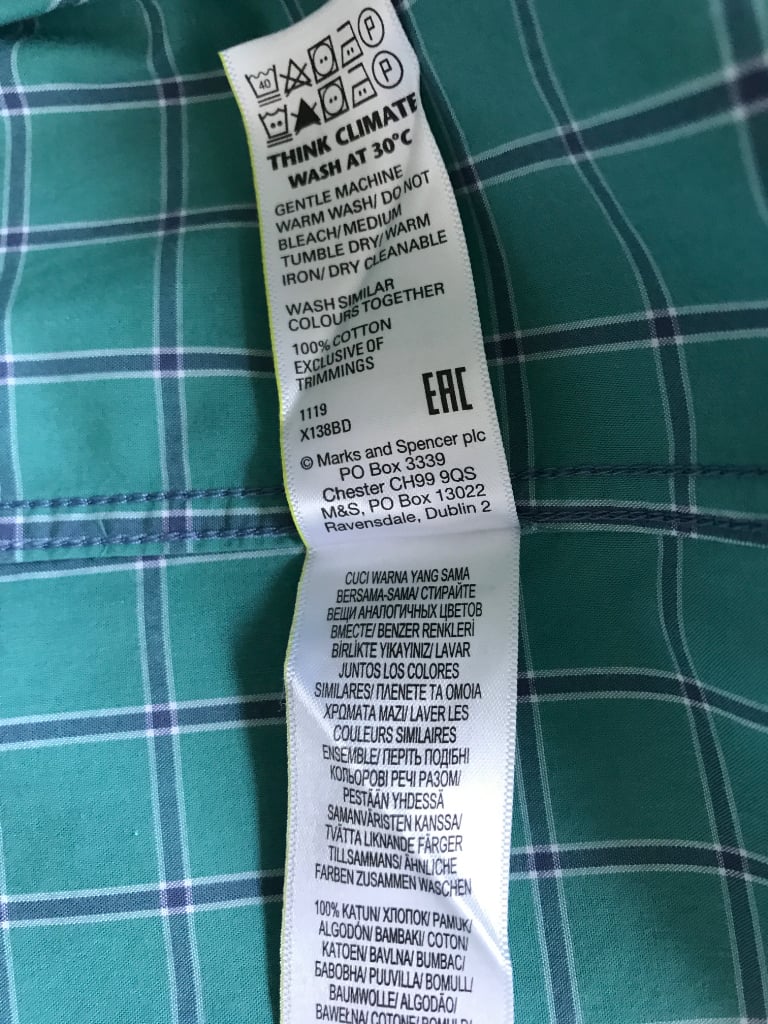 40 P
P
THINK CLIMATE
WASH AT 30°C
GENTLE MACHINE
WARM WASH/ DO NOT
BLEACH/ MEDIUM
TUMBLE DRY/ WARM
IRON/ DRY CLEANABLE
WASH SIMILAR
COLOURS TOGETHER
100% COTTON
EXCLUSIVE OF
TRIMMINGS
EAC
1119
X138BD
© Marks and Spencer plc
PO Box 3339
Chester CH99 9QS
M&S, PO Box 13022
Ravensdale, Dublin 2
CUCI WARNA YANG SAMA
BERSAMA-SAMA/ СТИРАЙТЕ
ВЕЩИ АНАЛОГИЧНЫХ ЦВЕТОВ
ВМЕСТЕ/ BENZER RENKLERİ
BİRLİKTE YIKAYINIZ/ LAVAR
JUNTOS LOS COLORES
SIMILARES/ ΠΛΕΝΕΤΕ ΤΑ ΟΜΟΙΑ
ΧΡΩΜΑΤΑ ΜΑΖΙ/ LAVER LES
COULEURS SIMILAIRES
ENSEMBLE/ ПЕРІТЬ ПОДІБНІ
КОЛЬОРОВІ РЕЧІ РАЗОМ/
PESTÄÄN YHDESSÄ
SAMANVÄRISTEN KANSSA/
TVÄTTA LIKNANDE FÄRGER
TILLSAMMANS/ ÄHNLICHE
FARBEN ZUSAMMEN WASCHEN
100% KATUN/ ХЛОПОК/ PAMUK/
ALGODÓN/ BAMBAKI/ COTON/
KATOEN/ BAVLNA/ BUMBAC/
БАВОВНА/ PUUVILLA/ BOMULL/
BAUMWOLLE/ ALGODÃO/
BAWEŁNA/ COTONE/ BOMULD/